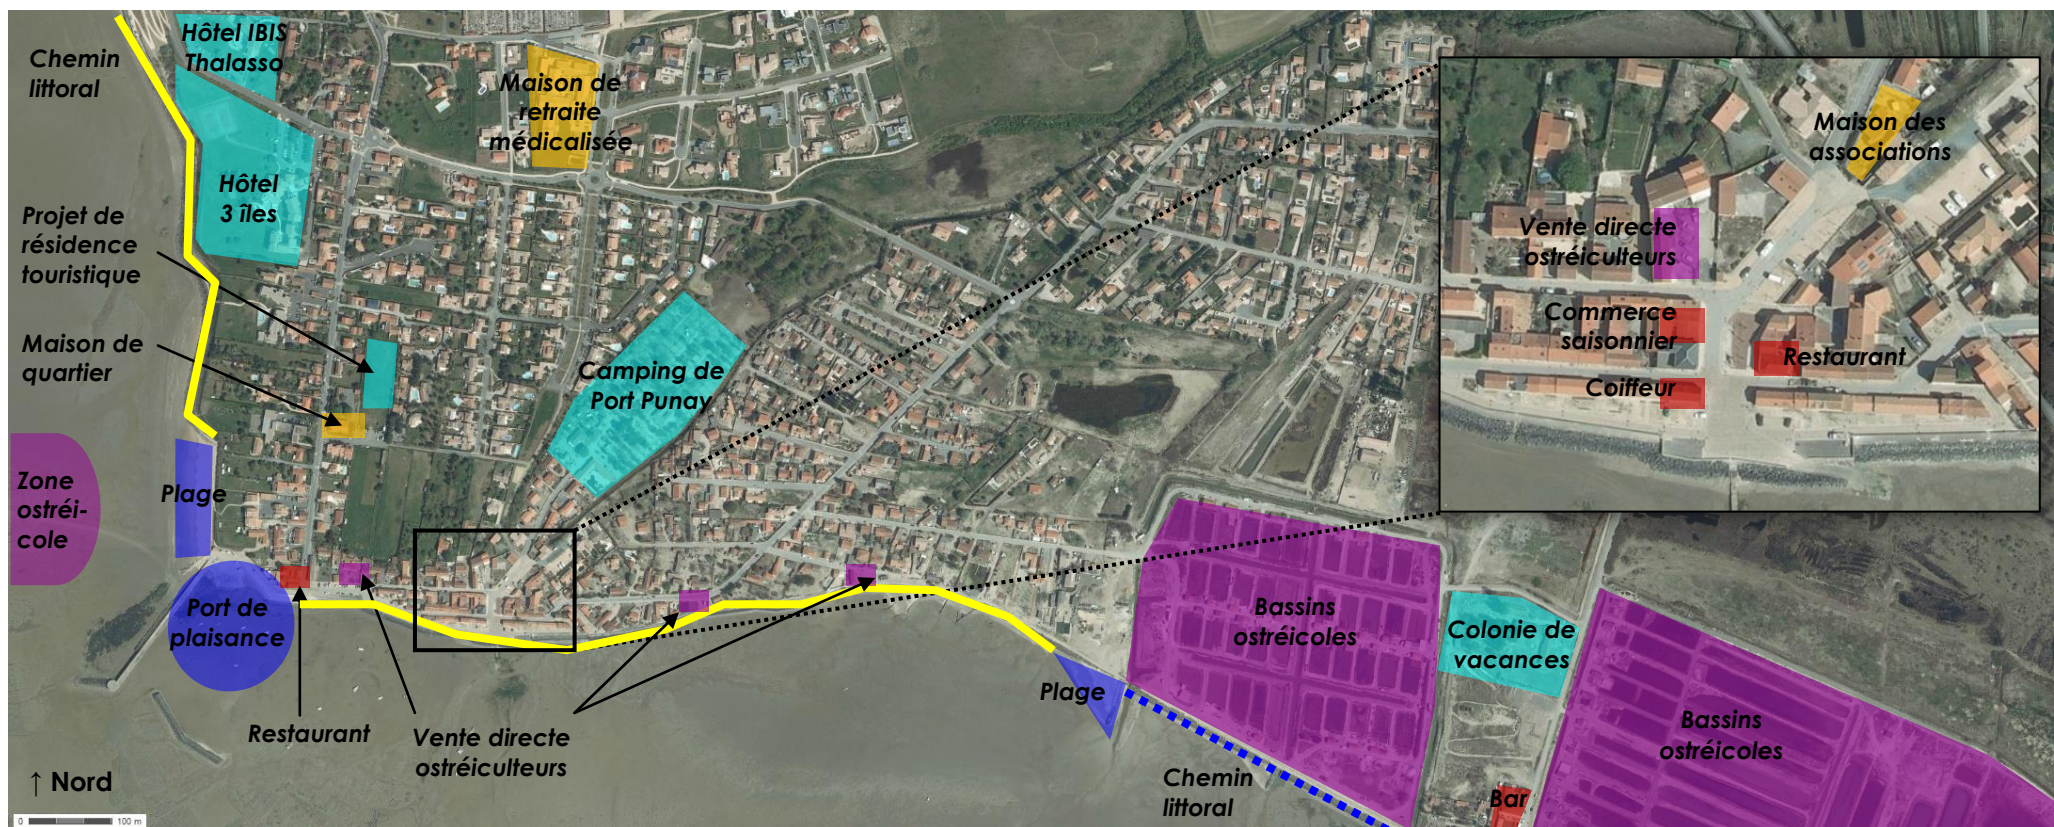 Hôtel IBIS
Thalasso
Chemin
littoral
Maison de
retraite
médicalisée
Hôtel
3 îles
Projet de
résidence
touristique
Maison de
quartier
Camping de
Port Punay
Zone
ostréi-
cole
Plage
Port de
plaisance
Restaurant
Vente directe
ostréiculteurs
Plage
Bassins
ostréicoles
Colonie de
vacances
Bassins
ostréicoles
Chemin
littoral
Bar
Maison des
associations
Vente directe
ostréiculteurs
Commerce
saisonnier
Restaurant
Coiffeur
↑ Nord
0 100 m